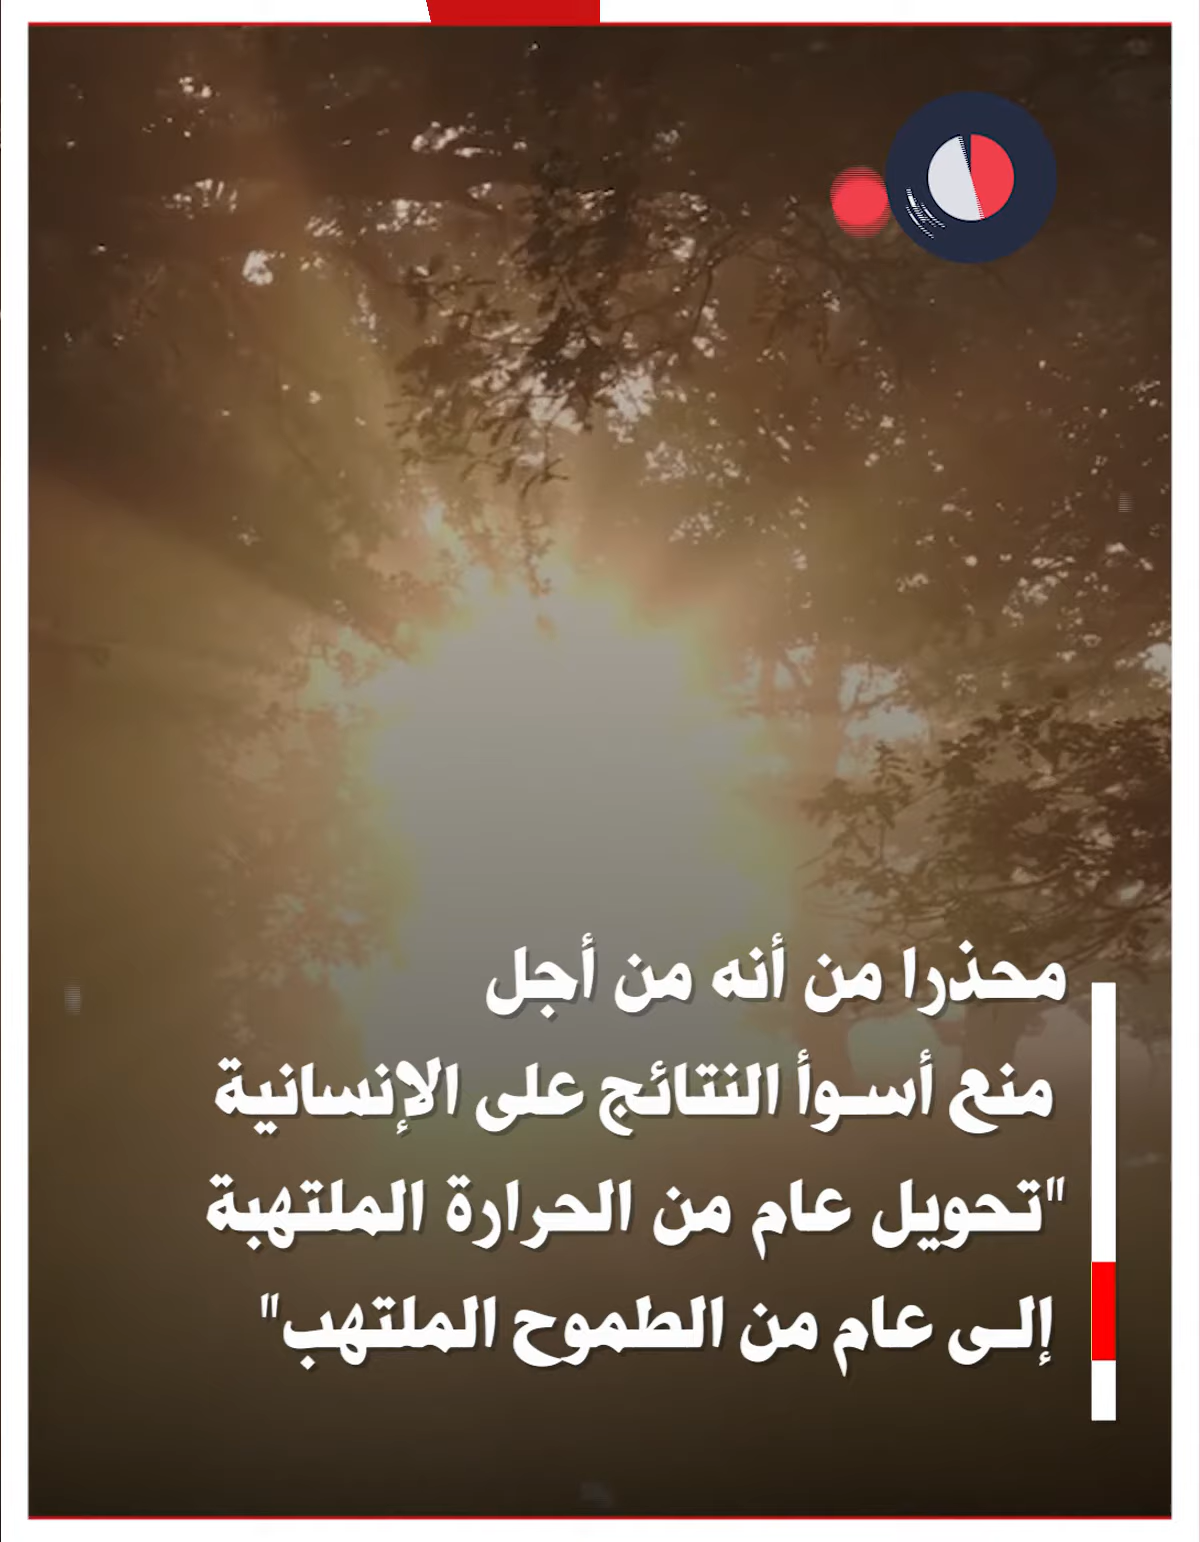 محذرا من أنه من أجل
منع أسوأ النتائج على الإنسانية
"تحويل عام من الحرارة الملتهبة
إلى عام من الطموح الملتهب"